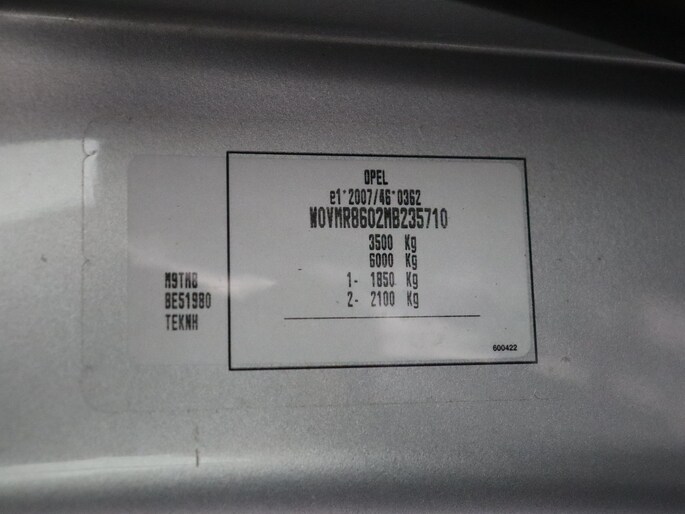 OPEL
e1*2007/46*0362
W0VMR8602MB235710
3500 Kg
6000 Kg
1- 1850 Kg
2- 2100 Kg
M9TM8
BE51980
TEKNH
600422